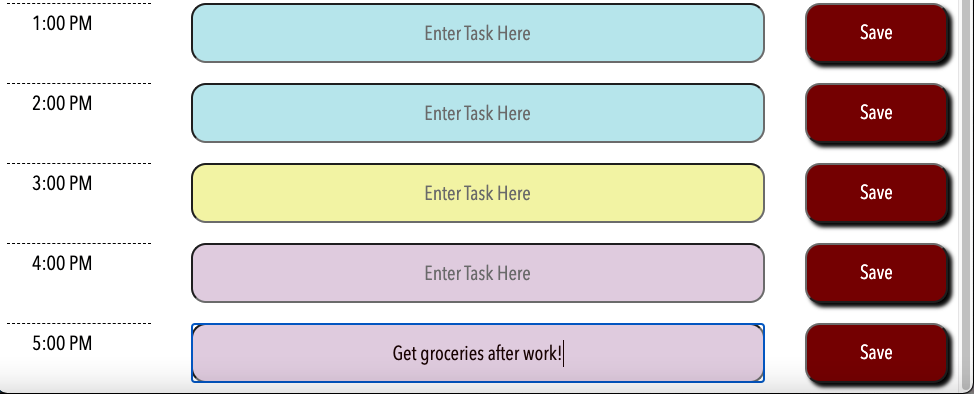 1:00 PM Enter Task Here Save
2:00 PM Enter Task Here Save
3:00 PM Enter Task Here Save
4:00 PM Enter Task Here Save
5:00 PM Get groceries after work! Save